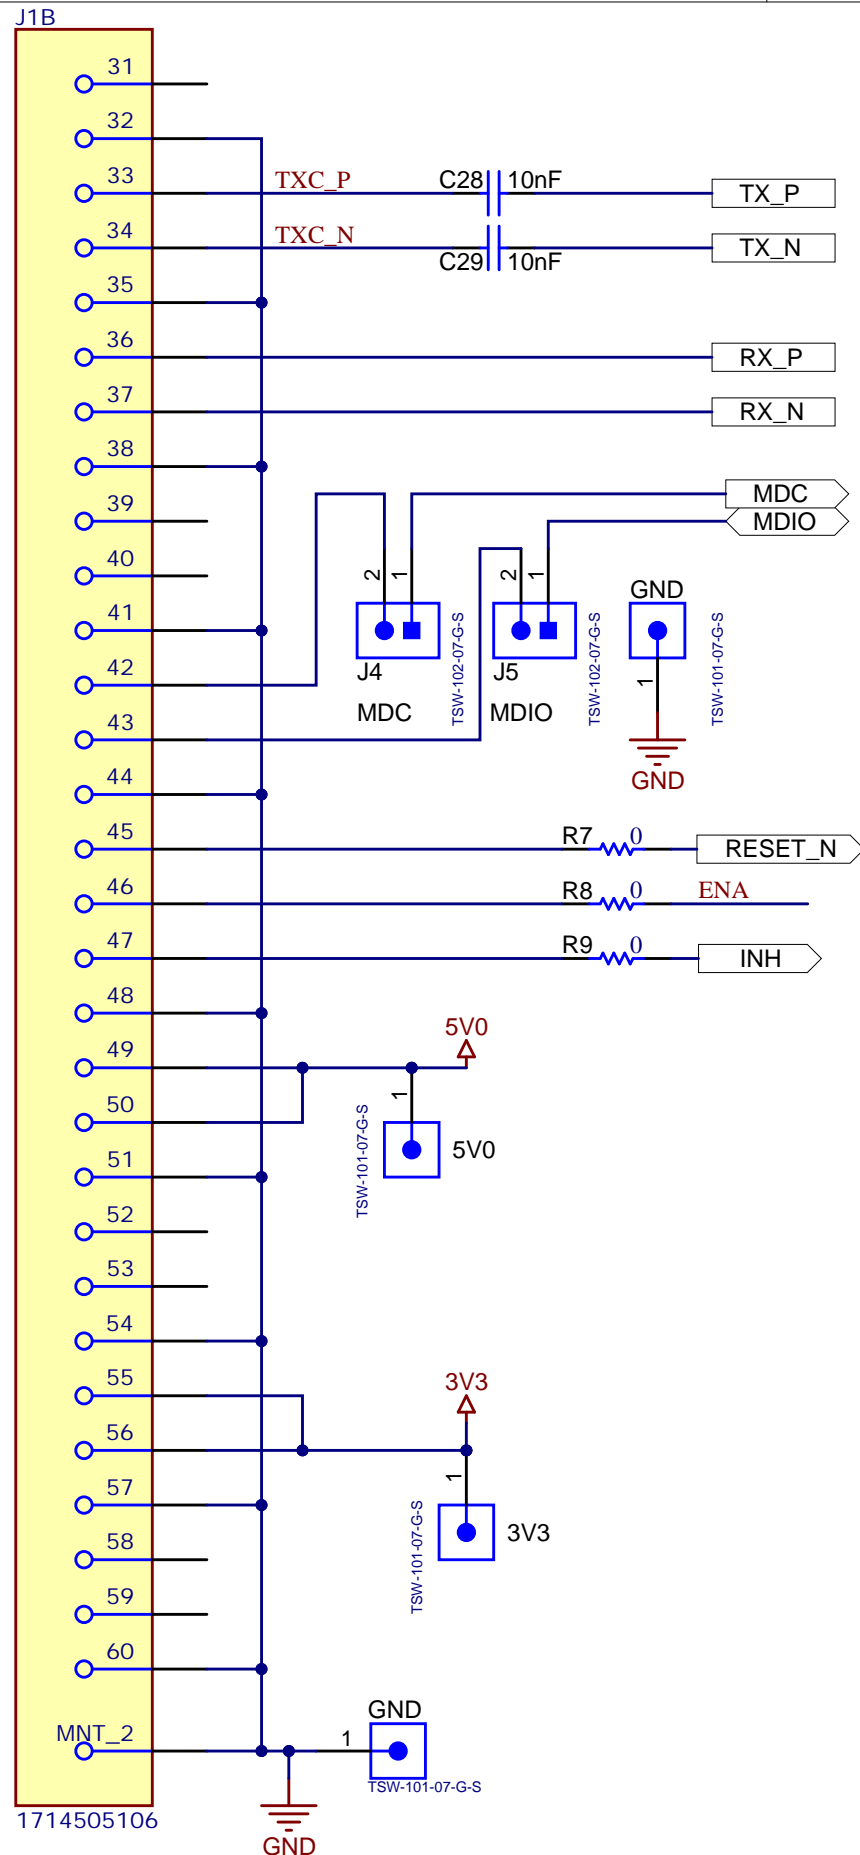 J1B
31
32
33 TXC_P C28 10nF TX_P
34 TXC_N C29 10nF TX_N
35
36 RX_P
37 RX_N
38
39 MDC
MDIO
40 2 1 2 1 GND
41
42 J4 TSW-102-07-G-S J5 TSW-102-07-G-S 1 TSW-101-07-G-S
MDC MDIO
43
44 GND
45 R7 0 RESET_N
46 R8 0 ENA
47 R9 0 INH
48
49 5V0
50 1
TSW-101-07-G-S 5V0
51
52
53
54
55 3V3
56 1
57 TSW-101-07-G-S 3V3
58
59
60
GND
MNT_2 1
TSW-101-07-G-S
1714505106
GND